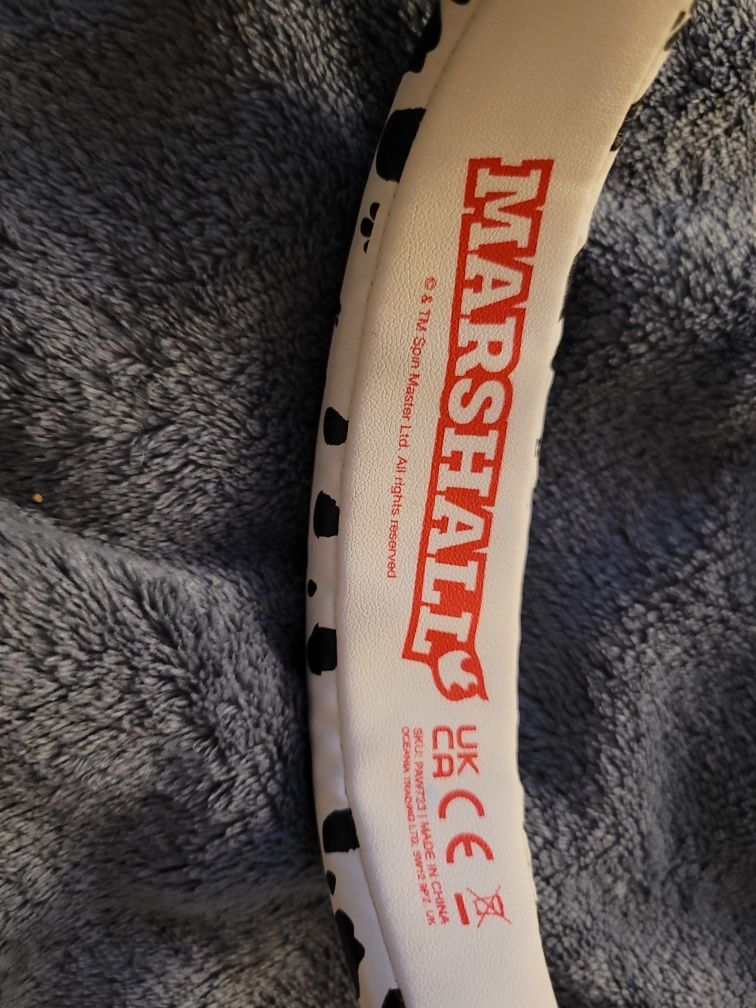 MARSHALL
© & TM Spin Master Ltd. All rights reserved
UK
CA
CE
SKU: PAW723 | MADE IN CHINA
OCEANIA TRADING LTD, SW12 9PZ, UK